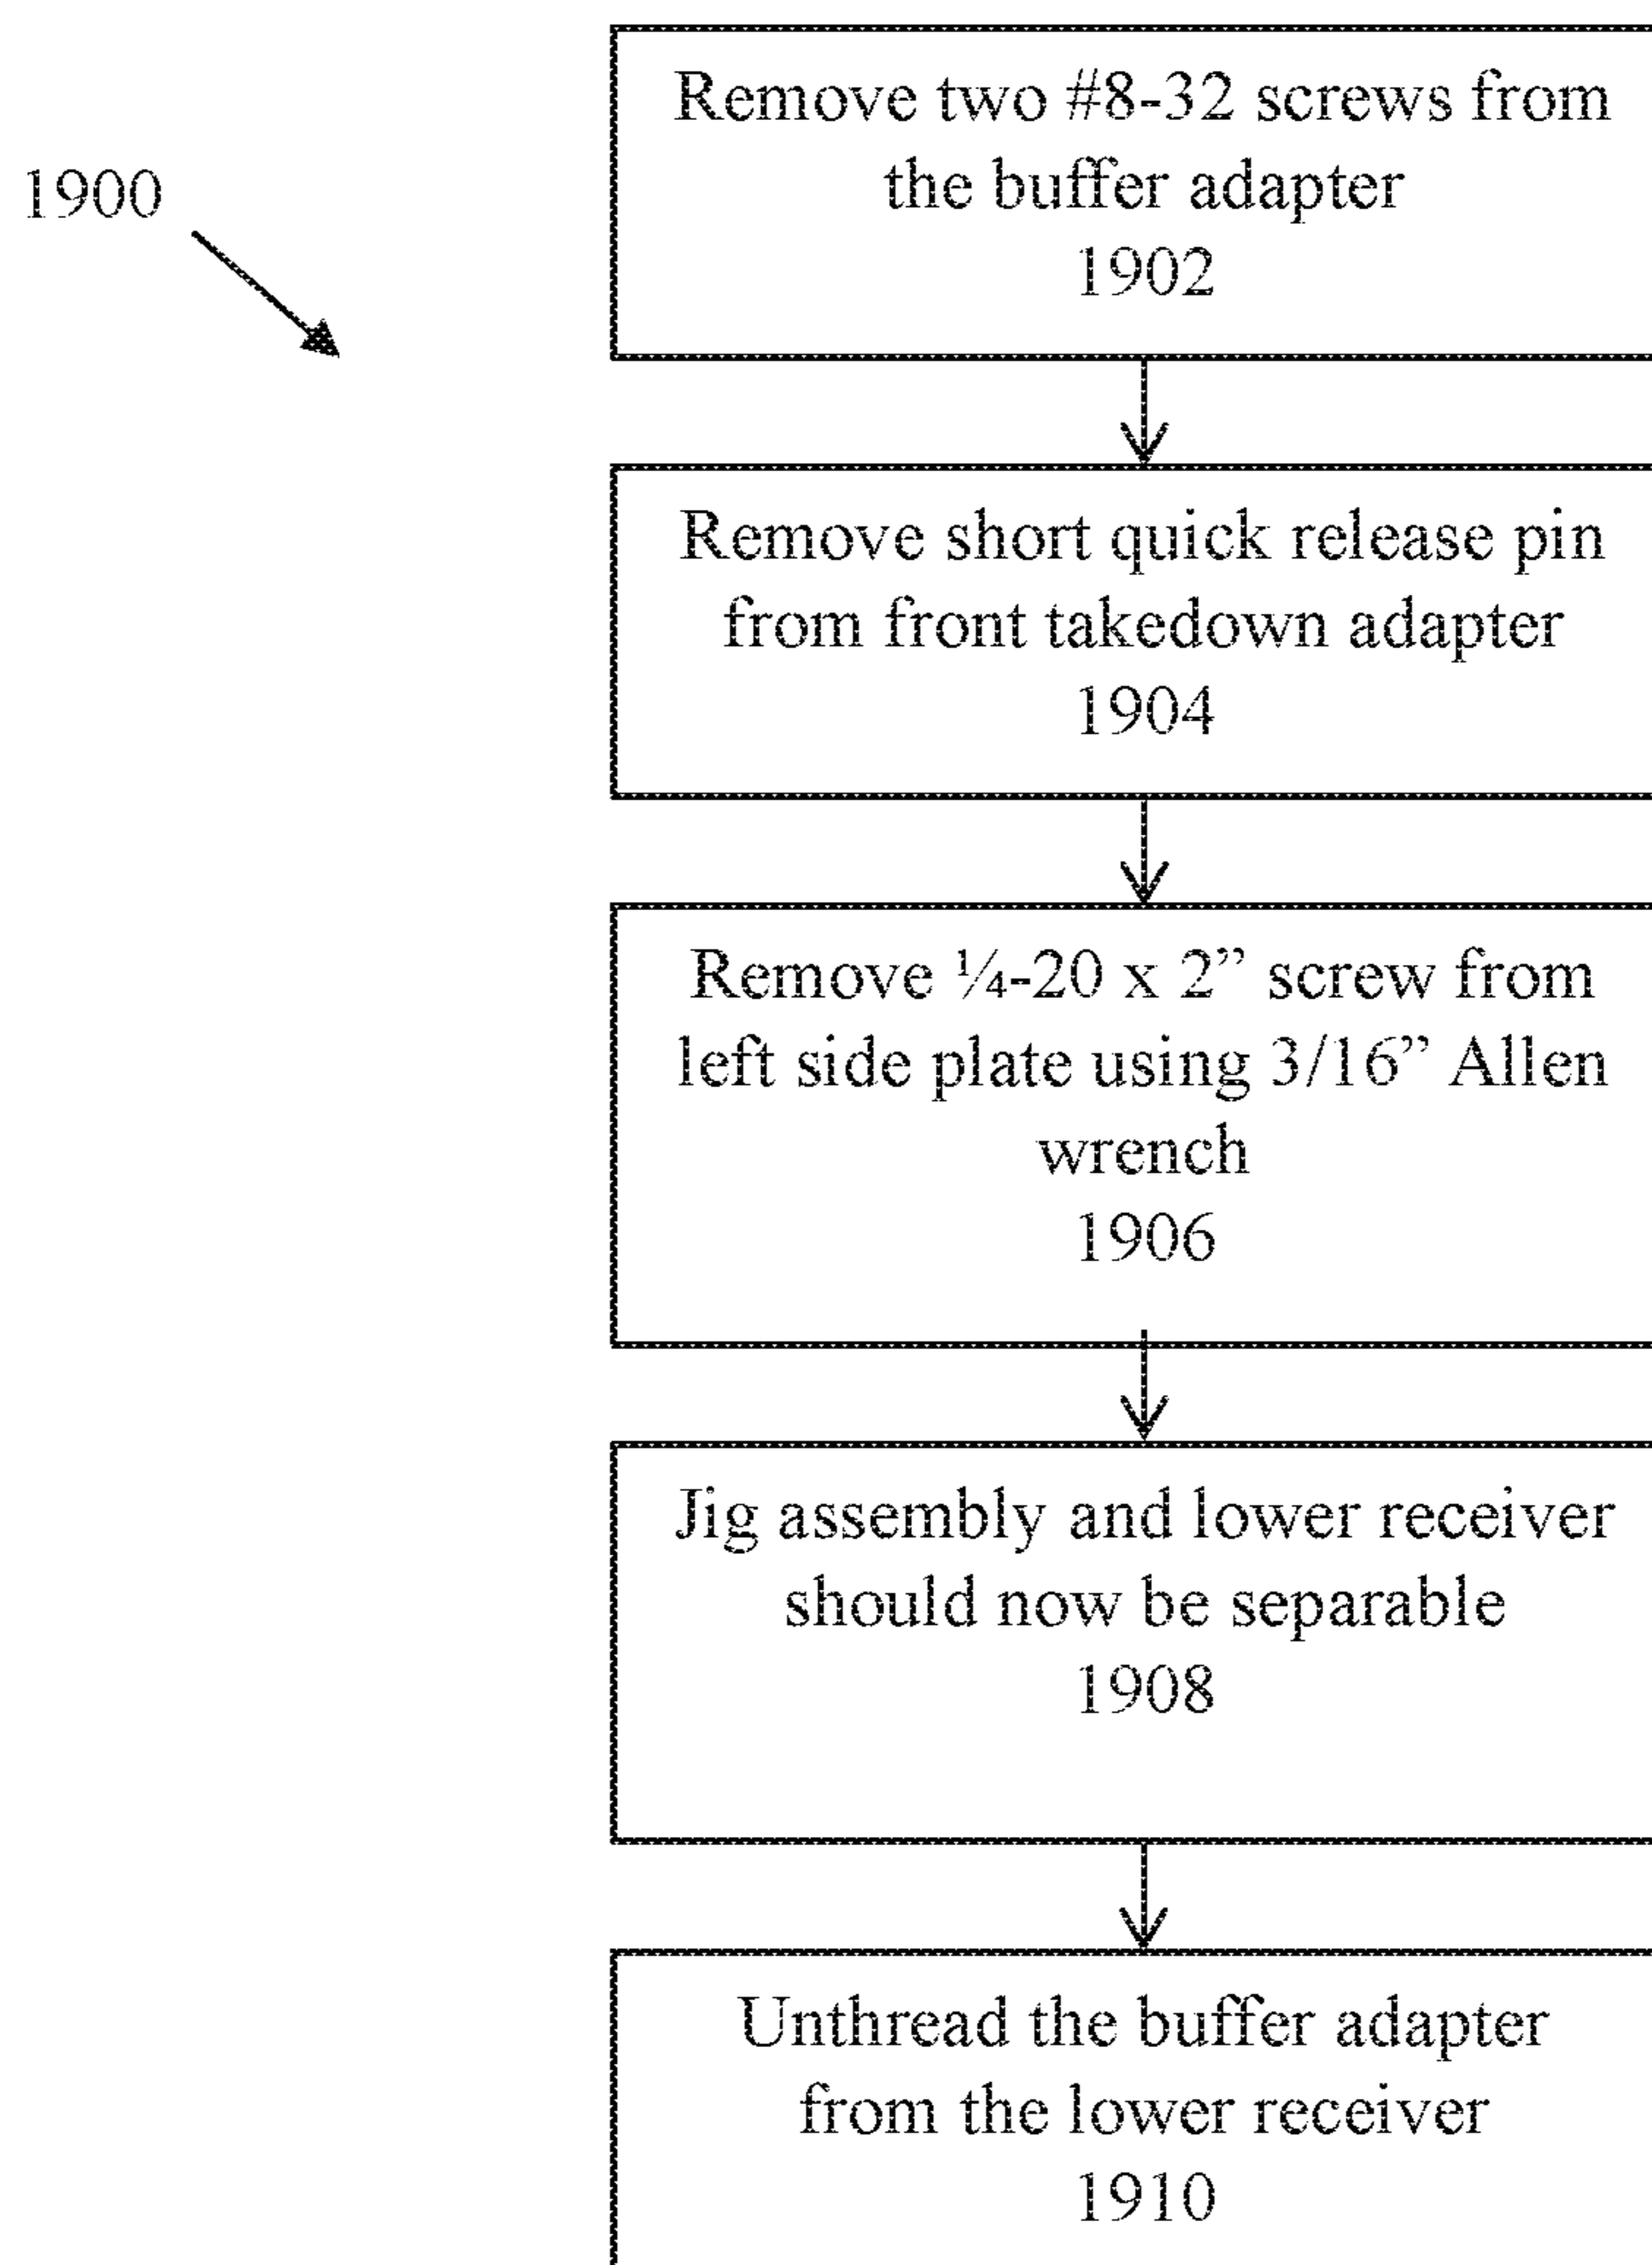 1900
Remove two #8-32 screws from
the buffer adapter
1902
Remove short quick release pin
from front takedown adapter
1904
Remove ¼-20 x 2” screw from
left side plate using 3/16” Allen
wrench
1906
Jig assembly and lower receiver
should now be separable
1908
Unthread the buffer adapter
from the lower receiver
1910